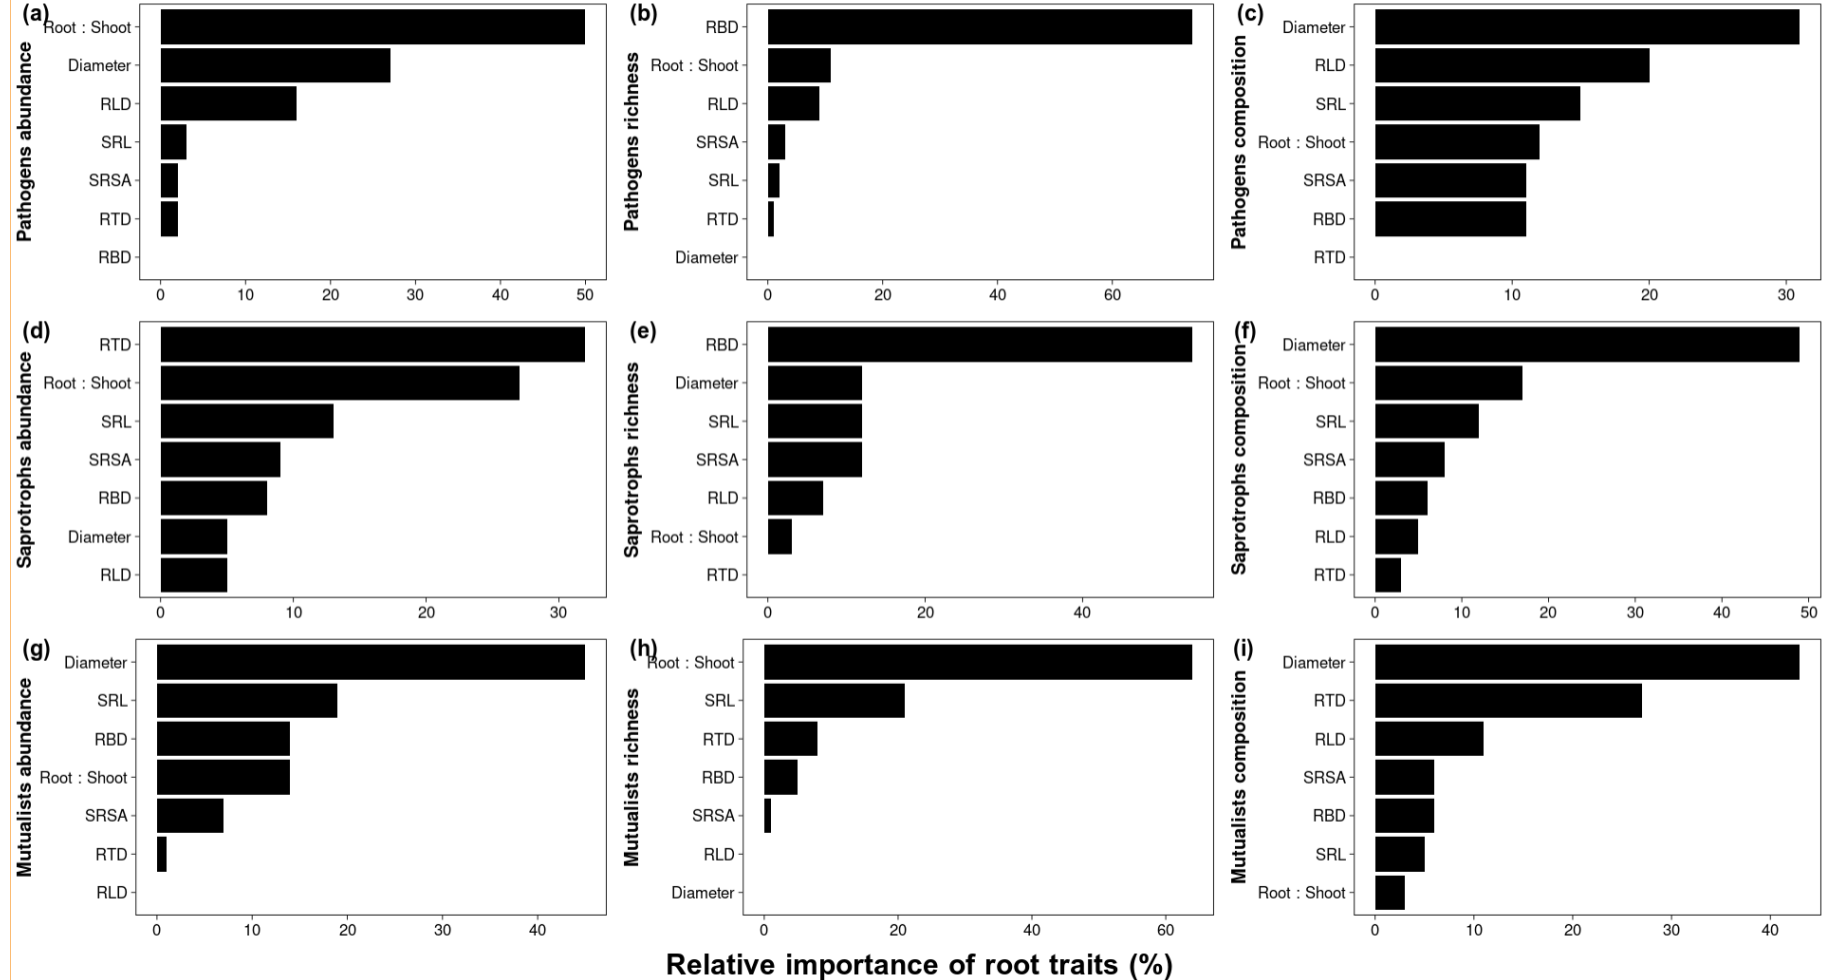 (a)
Pathogens abundance
Root : Shoot
Diameter
RLD
SRL
SRSA
RTD
RBD
0 10 20 30 40 50
(b)
Pathogens richness
RBD
Root : Shoot
RLD
SRSA
SRL
RTD
Diameter
0 20 40 60
(c)
Pathogens composition
Diameter
RLD
SRL
Root : Shoot
SRSA
RBD
RTD
0 10 20 30
(d)
Saprotrophs abundance
RTD
Root : Shoot
SRL
SRSA
RBD
Diameter
RLD
0 10 20 30
(e)
Saprotrophs richness
RBD
Diameter
SRL
SRSA
RLD
Root : Shoot
RTD
0 20 40
(f)
Saprotrophs composition
Diameter
Root : Shoot
SRL
SRSA
RBD
RLD
RTD
0 10 20 30 40 50
(g)
Mutualists abundance
Diameter
SRL
RBD
Root : Shoot
SRSA
RTD
RLD
0 10 20 30 40
(h)
Mutualists richness
Root : Shoot
SRL
RTD
RBD
SRSA
RLD
Diameter
0 20 40 60
(i)
Mutualists composition
Diameter
RTD
RLD
SRSA
RBD
SRL
Root : Shoot
0 10 20 30 40
Relative importance of root traits (%)